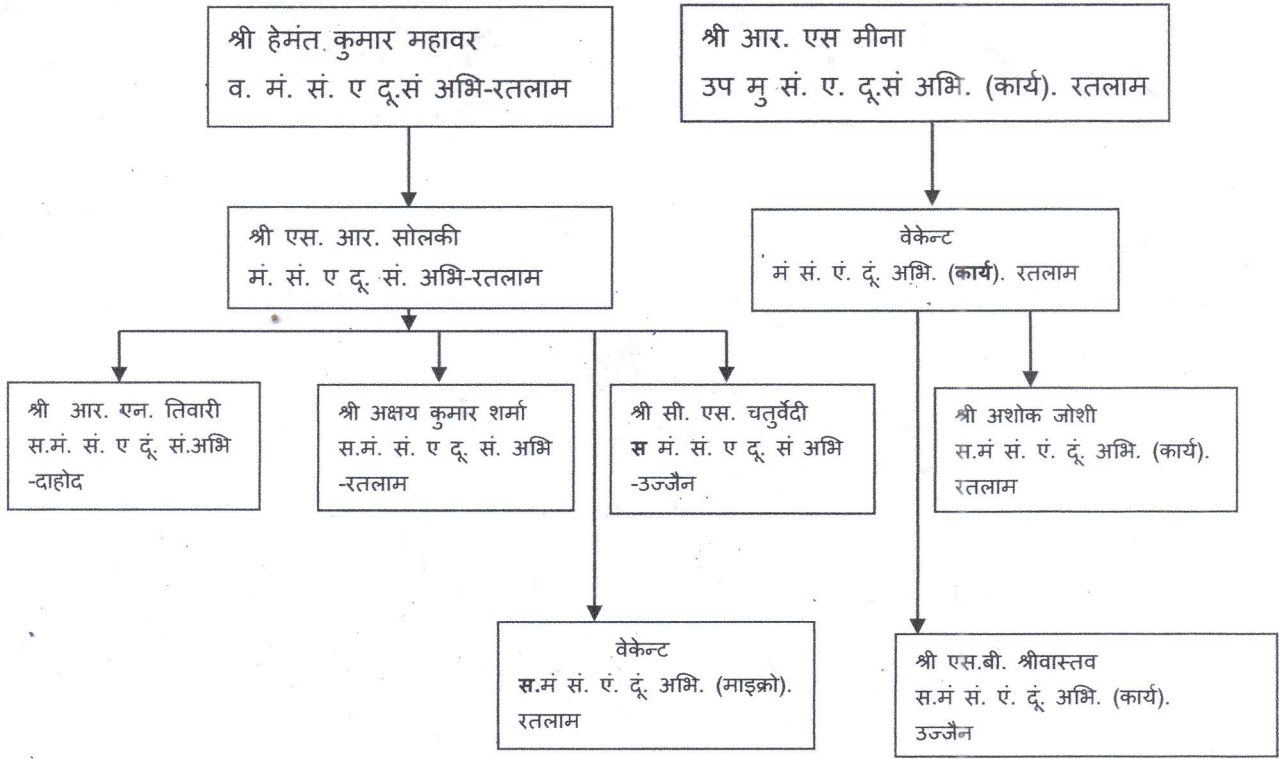 श्री हेमंत कुमार महावर
व. मं. सं. ए दू.सं अभि-रतलाम
श्री आर. एस मीना
उप मु सं. ए. दू.सं अभि. (कार्य). रतलाम
श्री एस. आर. सोलकी
मं. सं. ए दू. सं. अभि-रतलाम
वेकेन्ट
मं सं. एं. दूं. अभि. (कार्य). रतलाम
श्री आर. एन. तिवारी
स.मं. सं. ए दूं. सं.अभि
-दाहोद
श्री अक्षय कुमार शर्मा
स.मं. सं. ए दू. सं. अभि
-रतलाम
श्री सी. एस. चतुर्वेदी
स मं. सं. ए दू. सं अभि
-उज्जैन
श्री अशोक जोशी
स.मं सं. एं. दूं. अभि. (कार्य).
रतलाम
वेकेन्ट
स.मं सं. एं. दूं. अभि. (माइक्रो).
रतलाम
श्री एस.बी. श्रीवास्तव
स.मं सं. एं. दूं. अभि. (कार्य).
उज्जैन